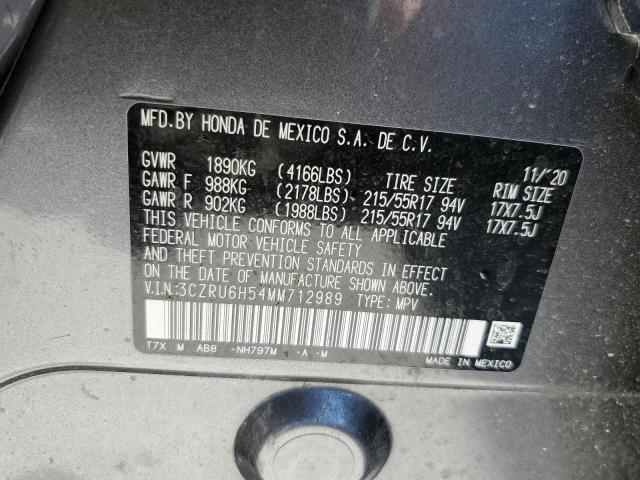 MFD. BY HONDA DE MEXICO S.A. DE C.V.
11/'20
GVWR 1890KG (4166LBS) TIRE SIZE RIM SIZE
GAWR F 988KG (2178LBS) 215/55R17 94V 17X7.5J
GAWR R 902KG (1988LBS) 215/55R17 94V 17X7.5J
THIS VEHICLE CONFORMS TO ALL APPLICABLE
FEDERAL MOTOR VEHICLE SAFETY
AND THEFT PREVENTION STANDARDS IN EFFECT
ON THE DATE OF MANUFACTURE SHOWN ABOVE.
V.I.N:3CZRU6H54MM712989 TYPE: MPV
T7X M AB8 -NH797M -A -M
MADE IN MEXICO